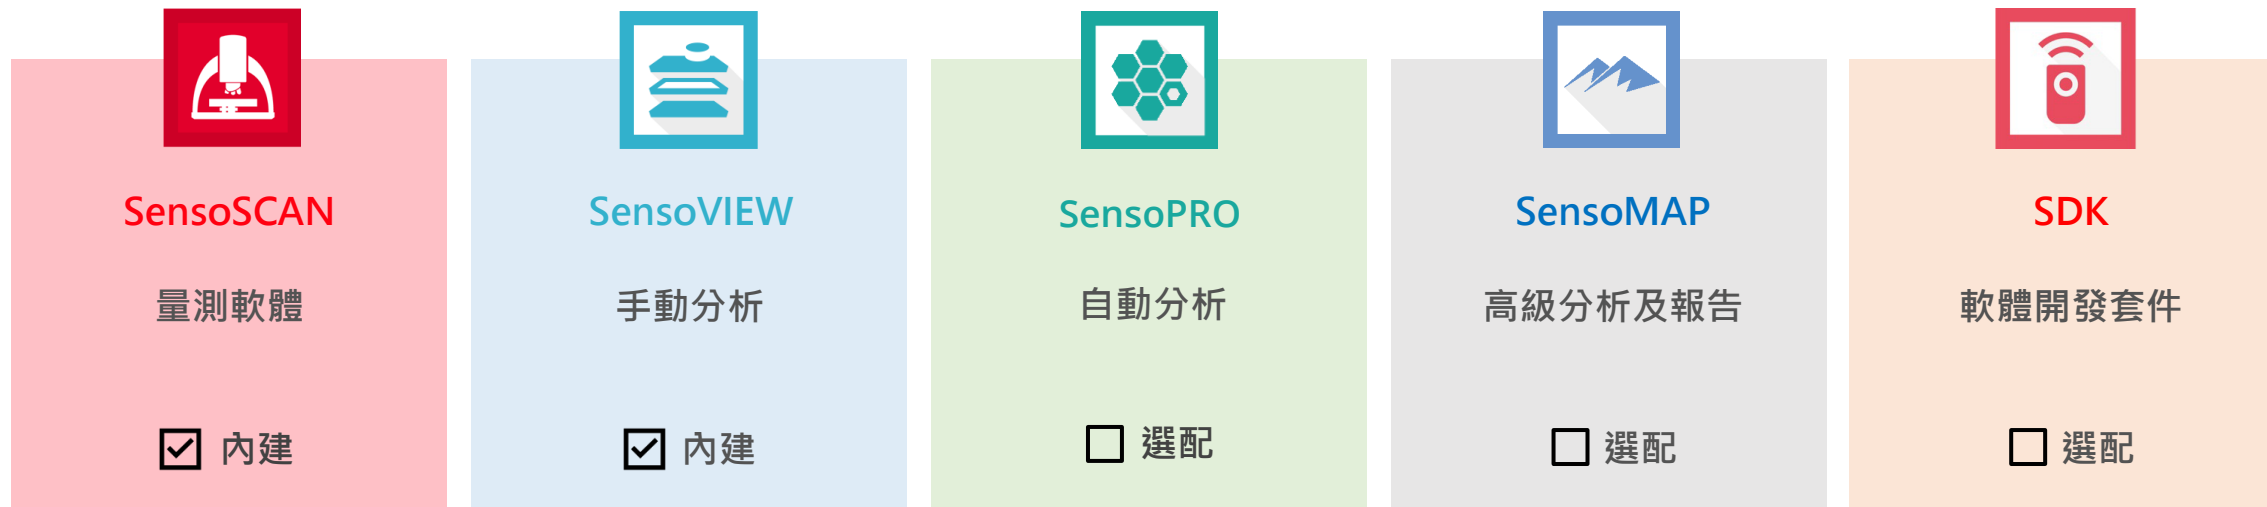 SensoSCAN
量測軟體
☑ 內建
SensoVIEW
手動分析
☑ 內建
SensoPRO
自動分析
☐ 選配
SensoMAP
高級分析及報告
☐ 選配
SDK
軟體開發套件
☐ 選配